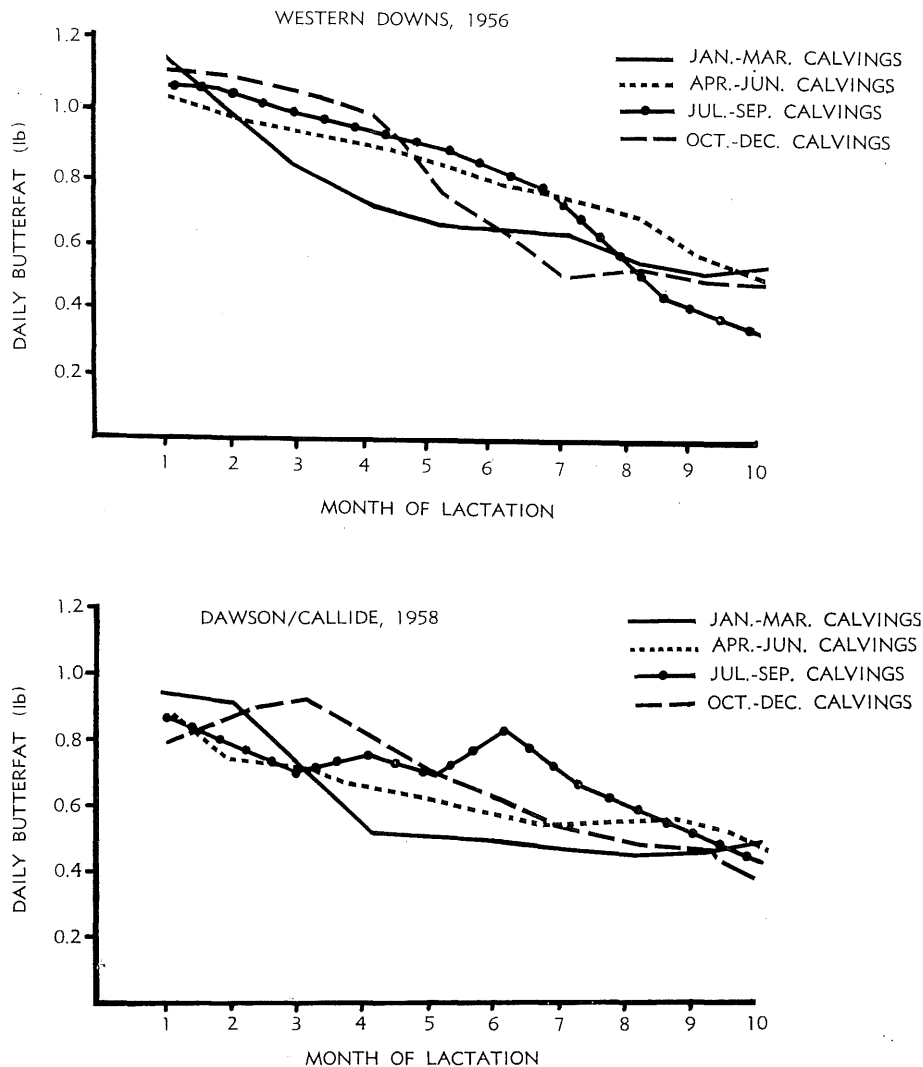 WESTERN DOWNS, 1956
1.2
1.0
0.8
0.6
0.4
0.2
DAILY BUTTERFAT (lb)
JAN.-MAR. CALVINGS
APR.-JUN. CALVINGS
JUL.-SEP. CALVINGS
OCT.-DEC. CALVINGS
1 2 3 4 5 6 7 8 9 10
MONTH OF LACTATION
DAWSON/CALLIDE, 1958
1.2
1.0
0.8
0.6
0.4
0.2
DAILY BUTTERFAT (lb)
JAN.-MAR. CALVINGS
APR.-JUN. CALVINGS
JUL.-SEP. CALVINGS
OCT.-DEC. CALVINGS
1 2 3 4 5 6 7 8 9 10
MONTH OF LACTATION